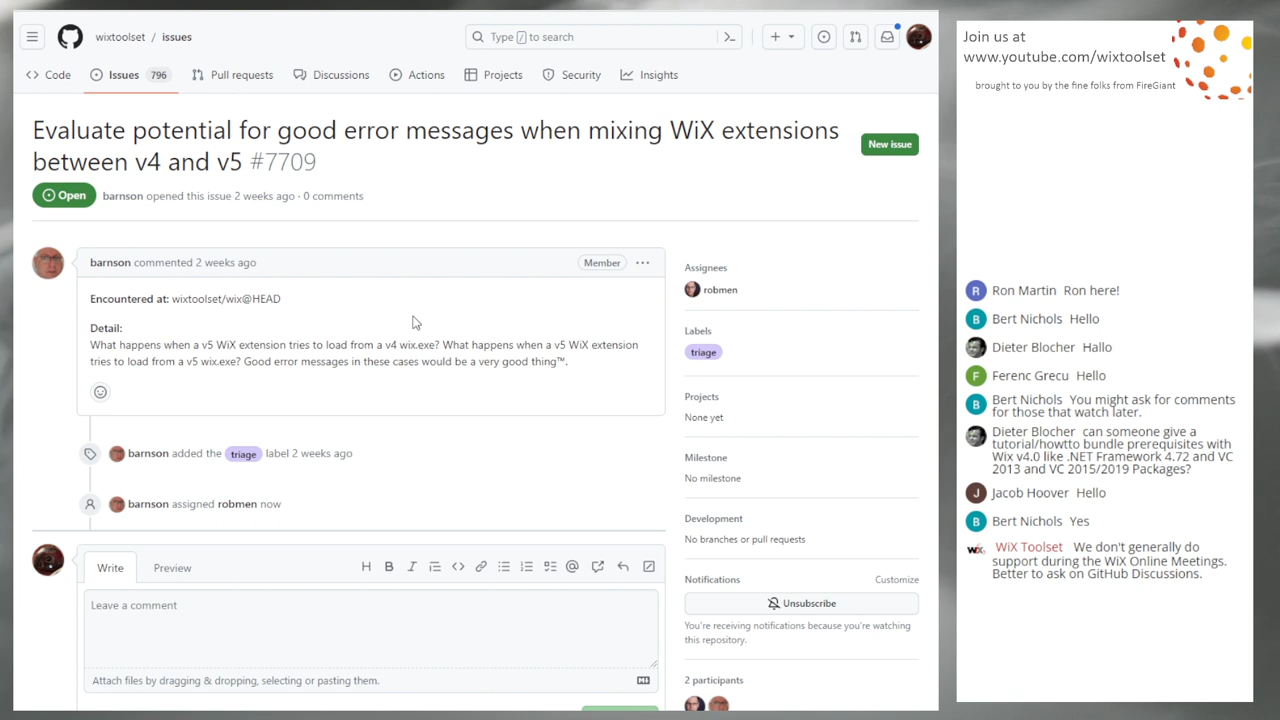 wixtoolset / issues
Type / to search
Code
Issues 796
Pull requests
Discussions
Actions
Projects
Security
Insights
Evaluate potential for good error messages when mixing WiX extensions
between v4 and v5 #7709
New issue
Open
barnson opened this issue 2 weeks ago · 0 comments
barnson commented 2 weeks ago
Member
Encountered at: wixtoolset/wix@HEAD
Detail:
What happens when a v5 WiX extension tries to load from a v4 wix.exe? What happens when a v5 WiX extension
tries to load from a v5 wix.exe? Good error messages in these cases would be a very good thing™.
barnson added the triage label 2 weeks ago
barnson assigned robmen now
Write
Preview
Leave a comment
Attach files by dragging & dropping, selecting or pasting them.
Assignees
robmen
Labels
triage
Projects
None yet
Milestone
No milestone
Development
No branches or pull requests
Notifications
Customize
Unsubscribe
You're receiving notifications because you're watching
this repository.
2 participants
Join us at
www.youtube.com/wixtoolset
brought to you by the fine folks from FireGiant
R Ron Martin Ron here!
B Bert Nichols Hello
Dieter Blocher Hallo
F Ferenc Grecu Hello
B Bert Nichols You might ask for comments
for those that watch later.
Dieter Blocher can someone give a
tutorial/howtto bundle prerequisites with
Wix v4.0 like .NET Framework 4.72 and VC
2013 and VC 2015/2019 Packages?
J Jacob Hoover Hello
B Bert Nichols Yes
WiX WiX Toolset We don't generally do
support during the WiX Online Meetings.
Better to ask on GitHub Discussions.